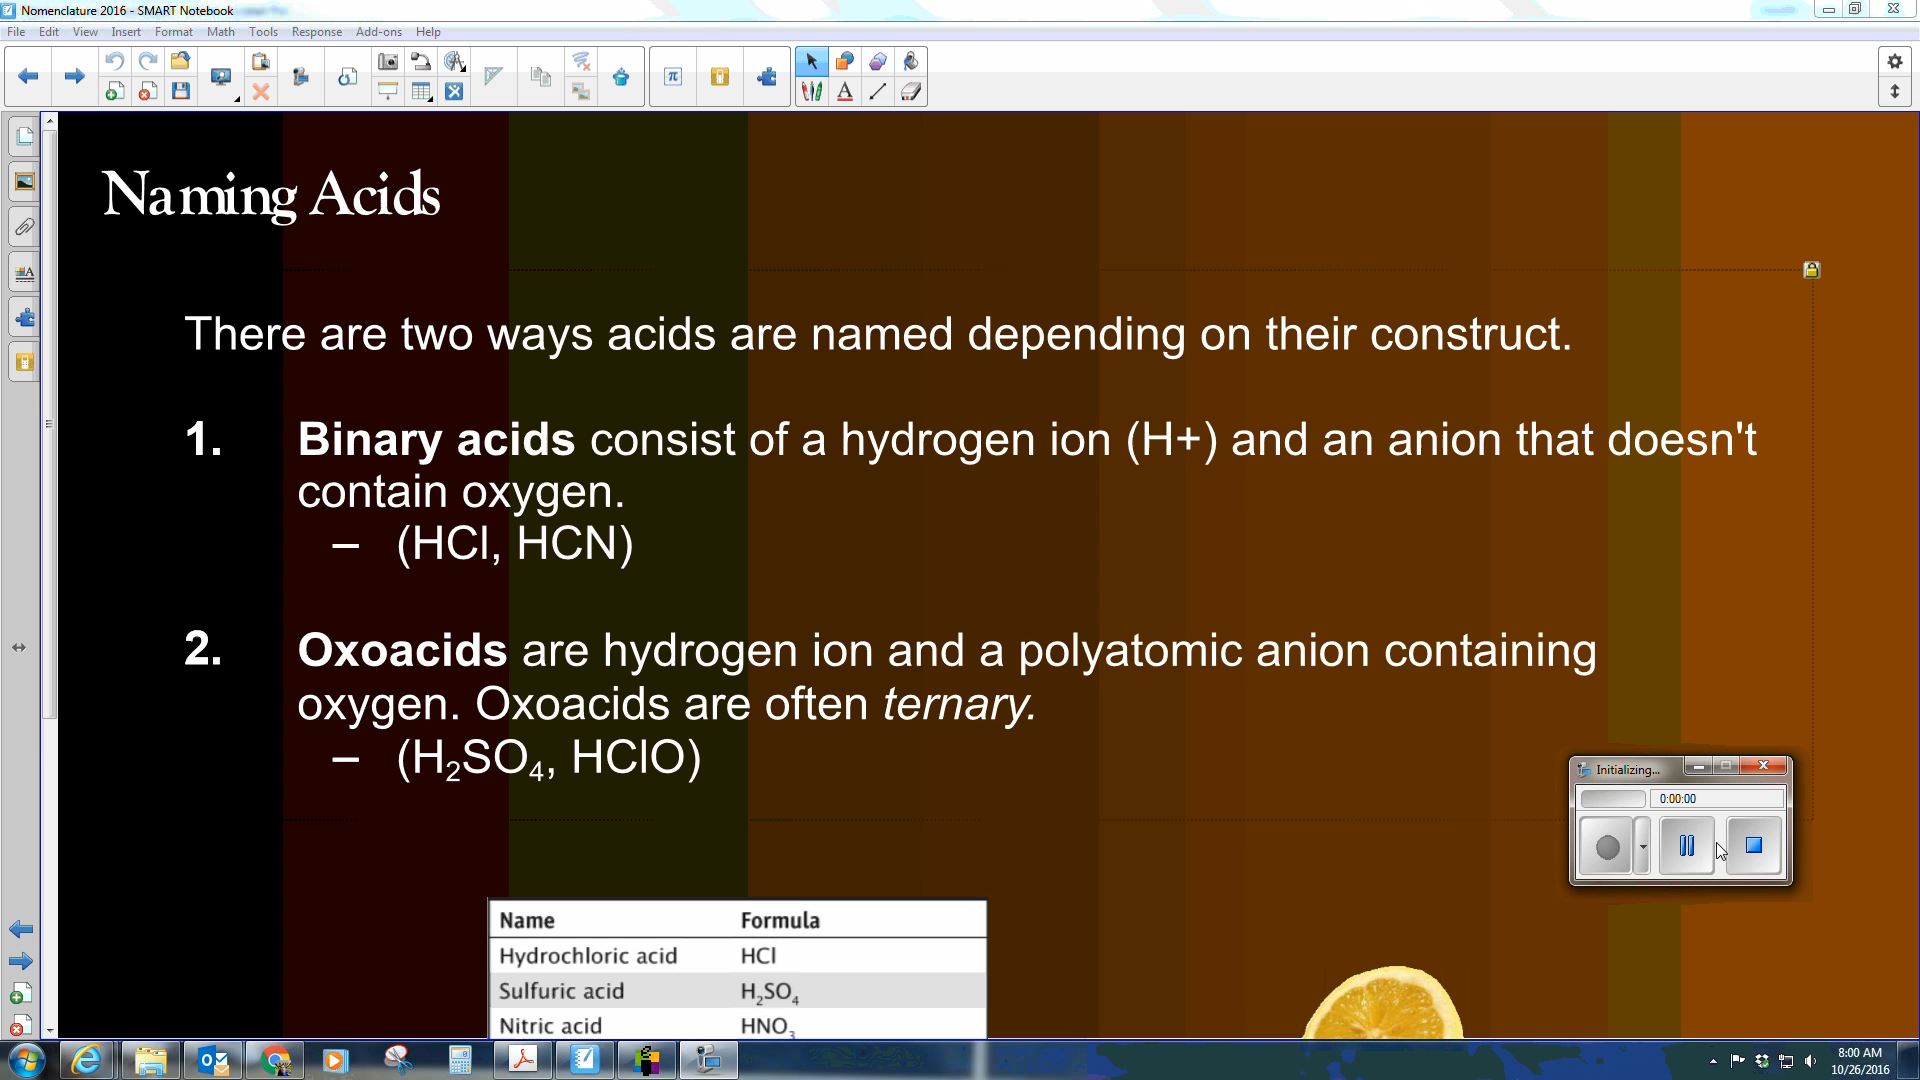 Nomenclature 2016 - SMART Notebook
File Edit View Insert Format Math Tools Response Add-ons Help
Naming Acids
There are two ways acids are named depending on their construct.
1. Binary acids consist of a hydrogen ion (H+) and an anion that doesn't
contain oxygen.
– (HCl, HCN)
2. Oxoacids are hydrogen ion and a polyatomic anion containing
oxygen. Oxoacids are often ternary.
– (H₂SO₄, HClO)
Initializing...
0:00:00
Name Formula
Hydrochloric acid HCl
Sulfuric acid H₂SO₄
Nitric acid HNO₃
8:00 AM
10/26/2016